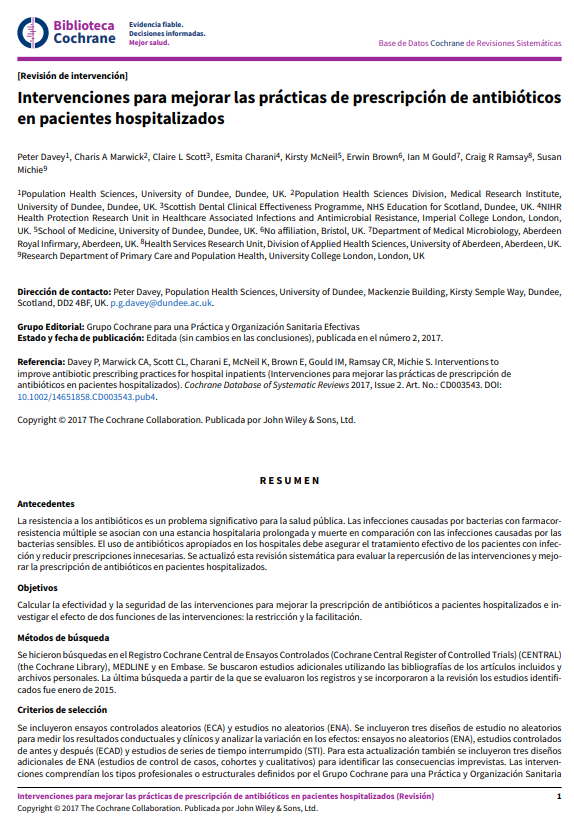 Biblioteca
Cochrane
Evidencia fiable.
Decisiones informadas.
Mejor salud.
Base de Datos Cochrane de Revisiones Sistemáticas
[Revisión de intervención]
Intervenciones para mejorar las prácticas de prescripción de antibióticos
en pacientes hospitalizados
Peter Davey1, Charis A Marwick2, Claire L Scott3, Esmita Charani4, Kirsty McNeil5, Erwin Brown6, Ian M Gould7, Craig R Ramsay8, Susan
Michie9
1Population Health Sciences, University of Dundee, Dundee, UK. 2Population Health Sciences Division, Medical Research Institute,
University of Dundee, Dundee, UK. 3Scottish Dental Clinical Effectiveness Programme, NHS Education for Scotland, Dundee, UK. 4NIHR
Health Protection Research Unit in Healthcare Associated Infections and Antimicrobial Resistance, Imperial College London, London,
UK. 5School of Medicine, University of Dundee, Dundee, UK. 6No affiliation, Bristol, UK. 7Department of Medical Microbiology, Aberdeen
Royal Infirmary, Aberdeen, UK. 8Health Services Research Unit, Division of Applied Health Sciences, University of Aberdeen, Aberdeen, UK.
9Research Department of Primary Care and Population Health, University College London, London, UK
Dirección de contacto: Peter Davey, Population Health Sciences, University of Dundee, Mackenzie Building, Kirsty Semple Way, Dundee,
Scotland, DD2 4BF, UK. p.g.davey@dundee.ac.uk.
Grupo Editorial: Grupo Cochrane para una Práctica y Organización Sanitaria Efectivas
Estado y fecha de publicación: Editada (sin cambios en las conclusiones), publicada en el número 2, 2017.
Referencia: Davey P, Marwick CA, Scott CL, Charani E, McNeil K, Brown E, Gould IM, Ramsay CR, Michie S. Interventions to
improve antibiotic prescribing practices for hospital inpatients (Intervenciones para mejorar las prácticas de prescripción de
antibióticos en pacientes hospitalizados). Cochrane Database of Systematic Reviews 2017, Issue 2. Art. No.: CD003543. DOI:
10.1002/14651858.CD003543.pub4.
Copyright © 2017 The Cochrane Collaboration. Publicada por John Wiley & Sons, Ltd.
RESUMEN
Antecedentes
La resistencia a los antibióticos es un problema significativo para la salud pública. Las infecciones causadas por bacterias con farmacor-
resistencia múltiple se asocian con una estancia hospitalaria prolongada y muerte en comparación con las infecciones causadas por las
bacterias sensibles. El uso de antibióticos apropiados en los hospitales debe asegurar el tratamiento efectivo de los pacientes con infec-
ción y reducir prescripciones innecesarias. Se actualizó esta revisión sistemática para evaluar la repercusión de las intervenciones y mejo-
rar la prescripción de antibióticos en pacientes hospitalizados.
Objetivos
Calcular la efectividad y la seguridad de las intervenciones para mejorar la prescripción de antibióticos a pacientes hospitalizados e in-
vestigar el efecto de dos funciones de las intervenciones: la restricción y la facilitación.
Métodos de búsqueda
Se hicieron búsquedas en el Registro Cochrane Central de Ensayos Controlados (Cochrane Central Register of Controlled Trials) (CENTRAL)
(the Cochrane Library), MEDLINE y en Embase. Se buscaron estudios adicionales utilizando las bibliografías de los artículos incluidos y
archivos personales. La última búsqueda a partir de la que se evaluaron los registros y se incorporaron a la revisión los estudios identifi-
cados fue enero de 2015.
Criterios de selección
Se incluyeron ensayos controlados aleatorios (ECA) y estudios no aleatorios (ENA). Se incluyeron tres diseños de estudio no aleatorios
para medir los resultados conductuales y clínicos y analizar la variación en los efectos: ensayos no aleatorios (ENA), estudios controlados
de antes y después (ECAD) y estudios de series de tiempo interrumpido (STI). Para esta actualización también se incluyeron tres diseños
adicionales de ENA (estudios de control de casos, cohortes y cualitativos) para identificar las consecuencias imprevistas. Las interven-
ciones comprendían los tipos profesionales o estructurales definidos por el Grupo Cochrane para una Práctica y Organización Sanitaria
Intervenciones para mejorar las prácticas de prescripción de antibióticos en pacientes hospitalizados (Revisión)
1
Copyright © 2017 The Cochrane Collaboration. Publicada por John Wiley & Sons, Ltd.